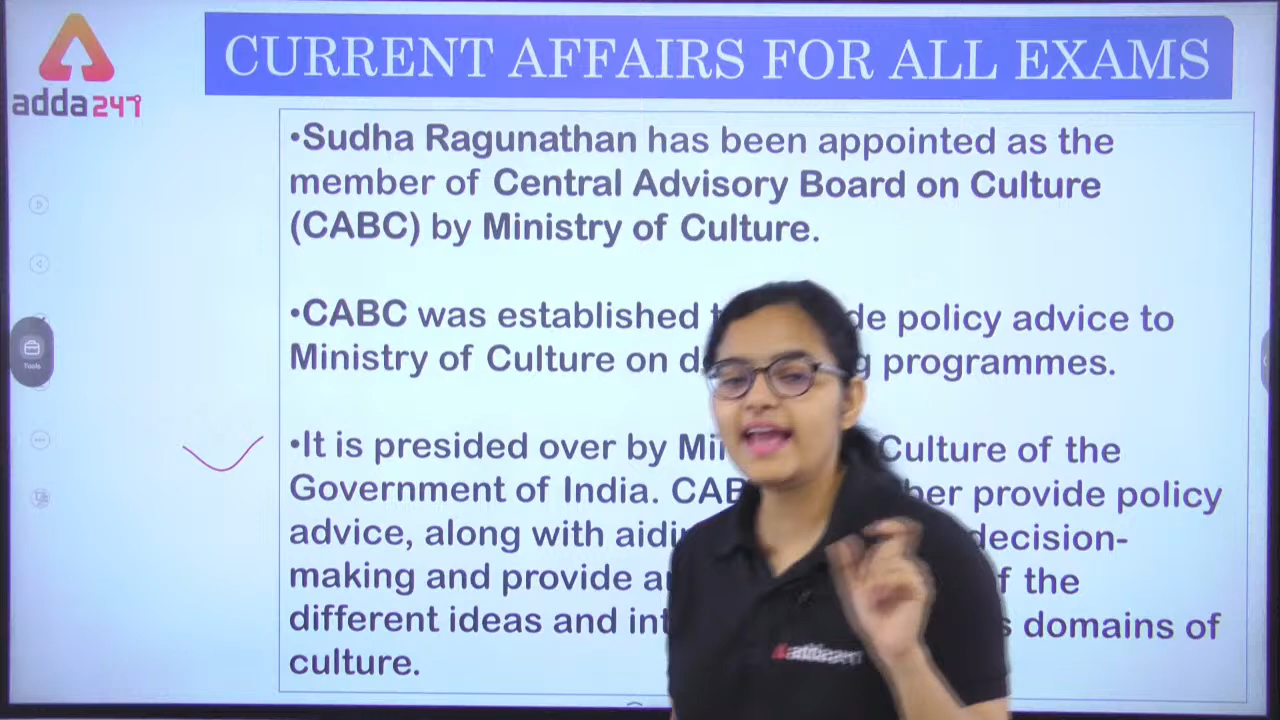 CURRENT AFFAIRS FOR ALL EXAMS
adda247
•Sudha Ragunathan has been appointed as the
member of Central Advisory Board on Culture
(CABC) by Ministry of Culture.
•CABC was established policy advice to
Ministry of Culture on programmes.
•It is presided over by Culture of the
Government of India. provide policy
advice, along with decision-
making and provide the
different ideas and domains of
culture.
Tools